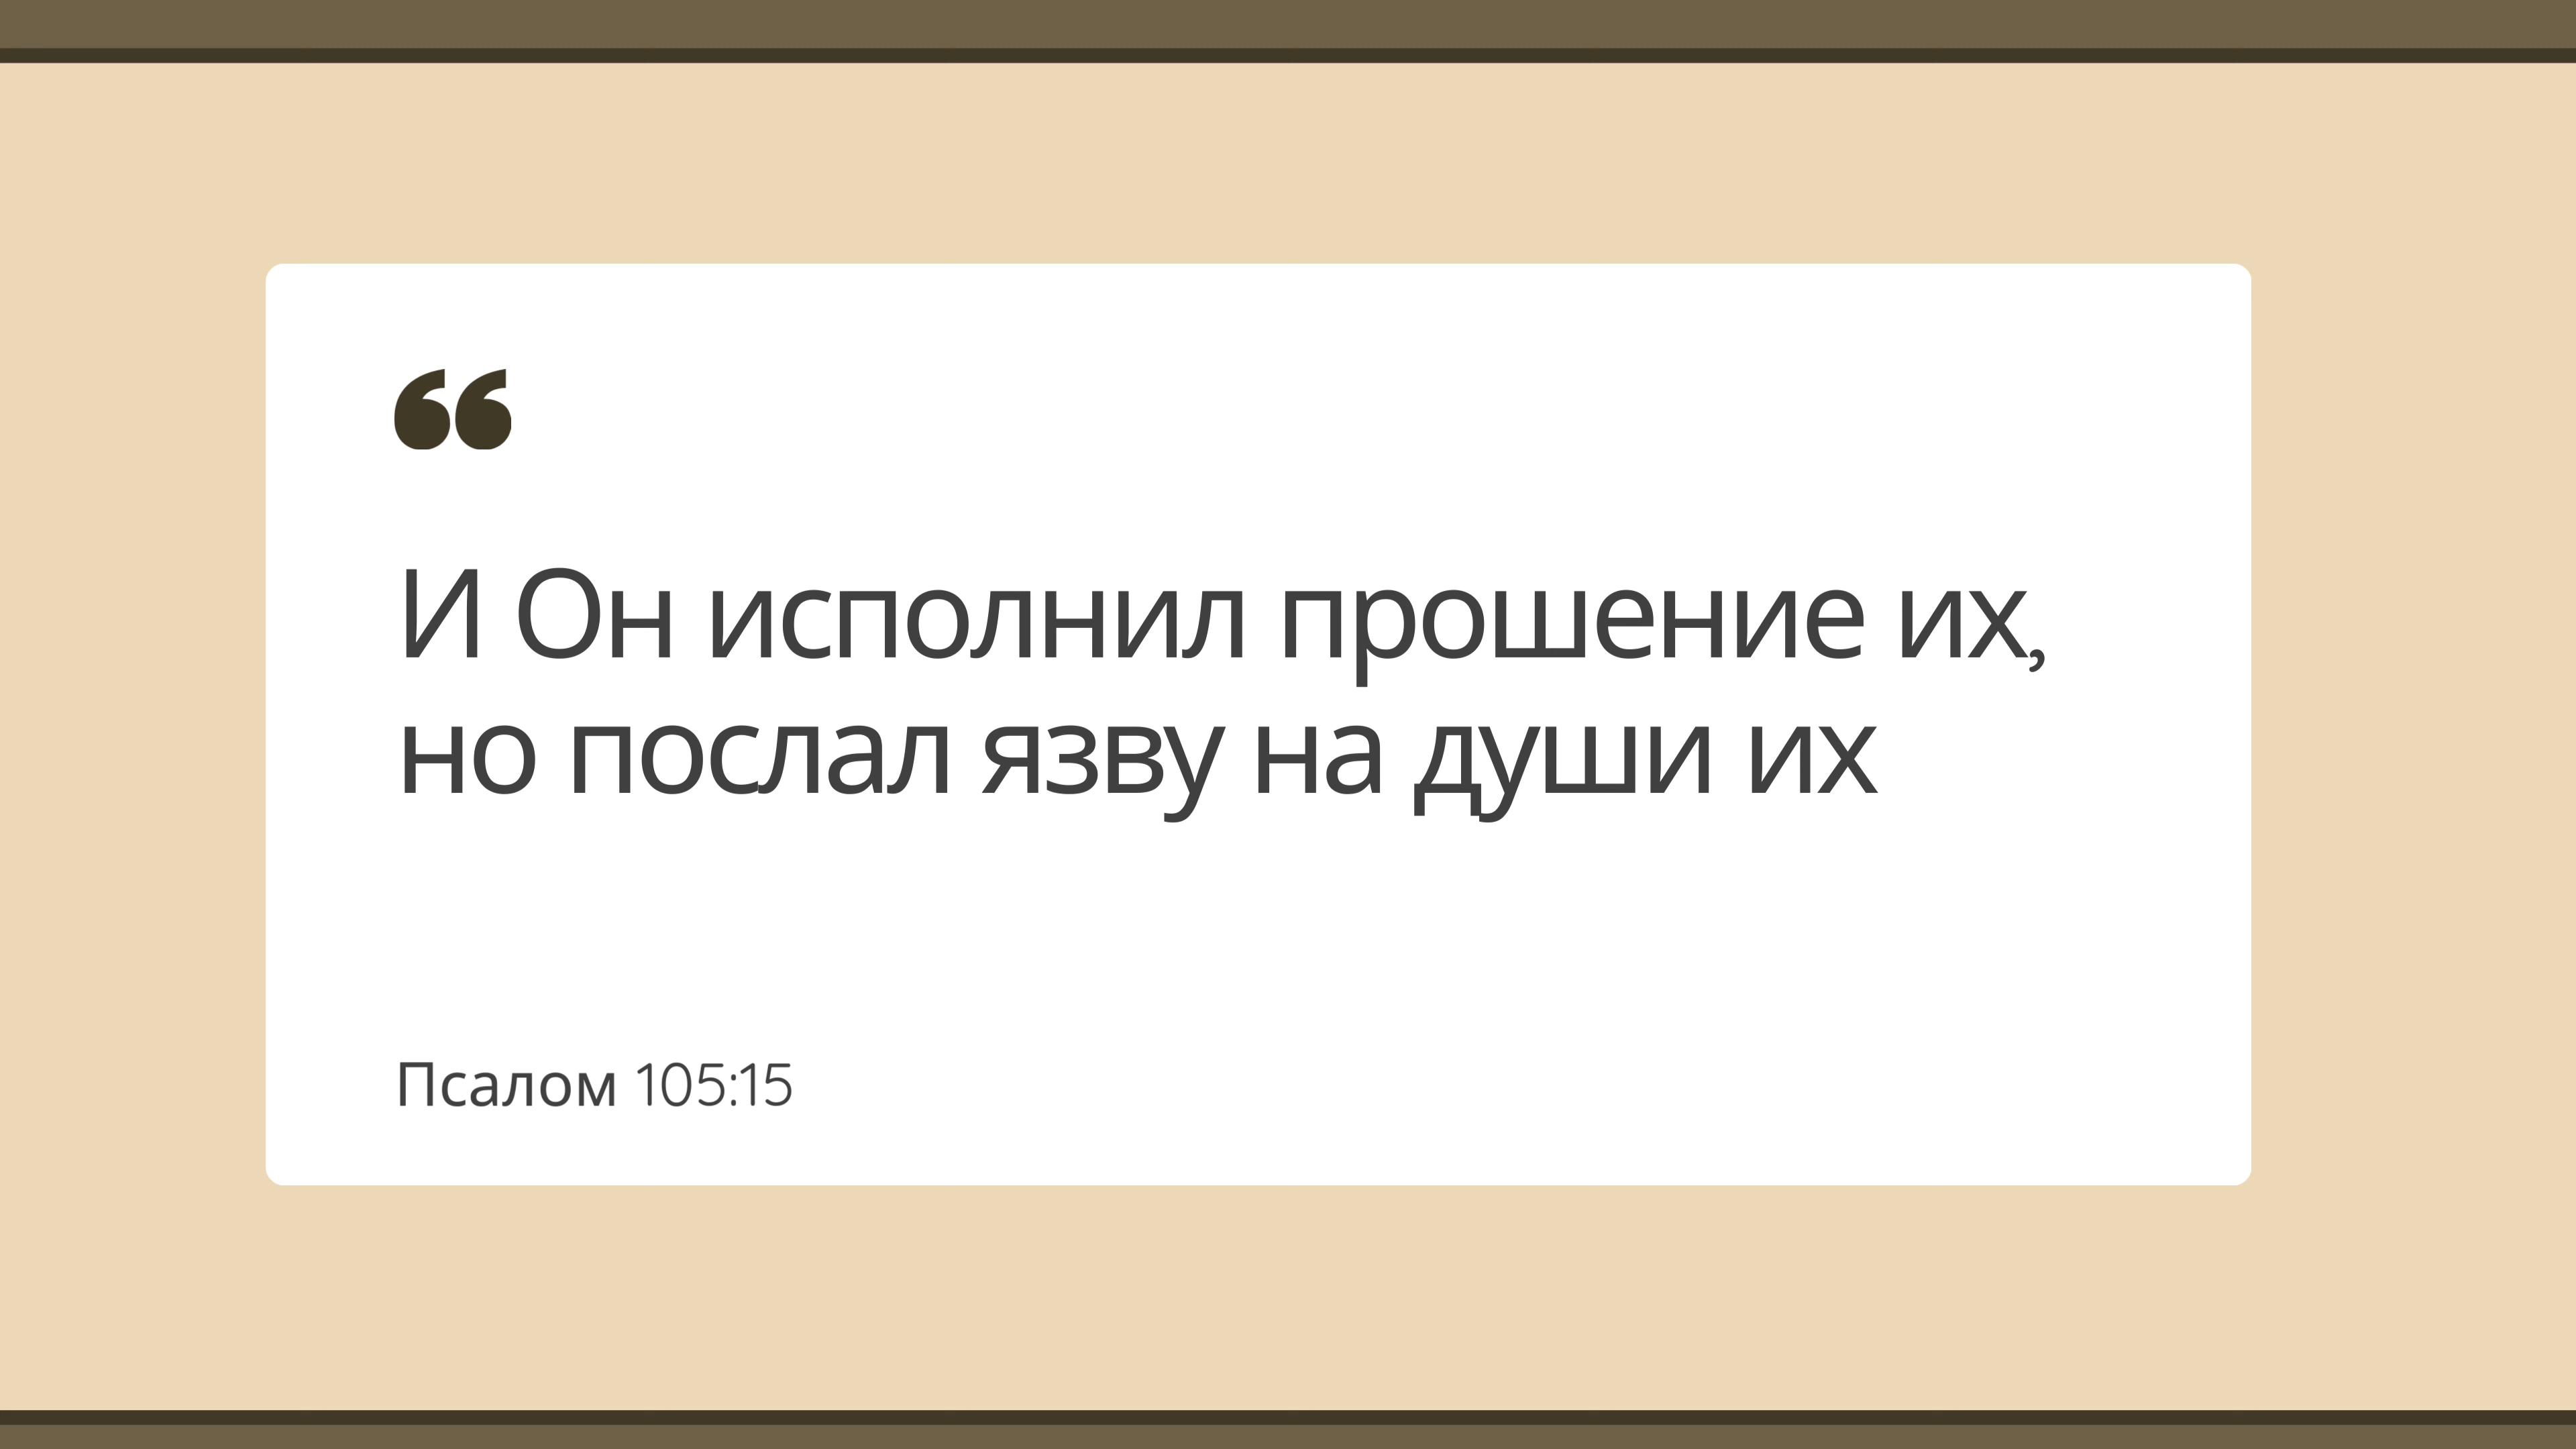 “
И Он исполнил прошение их,
но послал язву на души их
Псалом 105:15